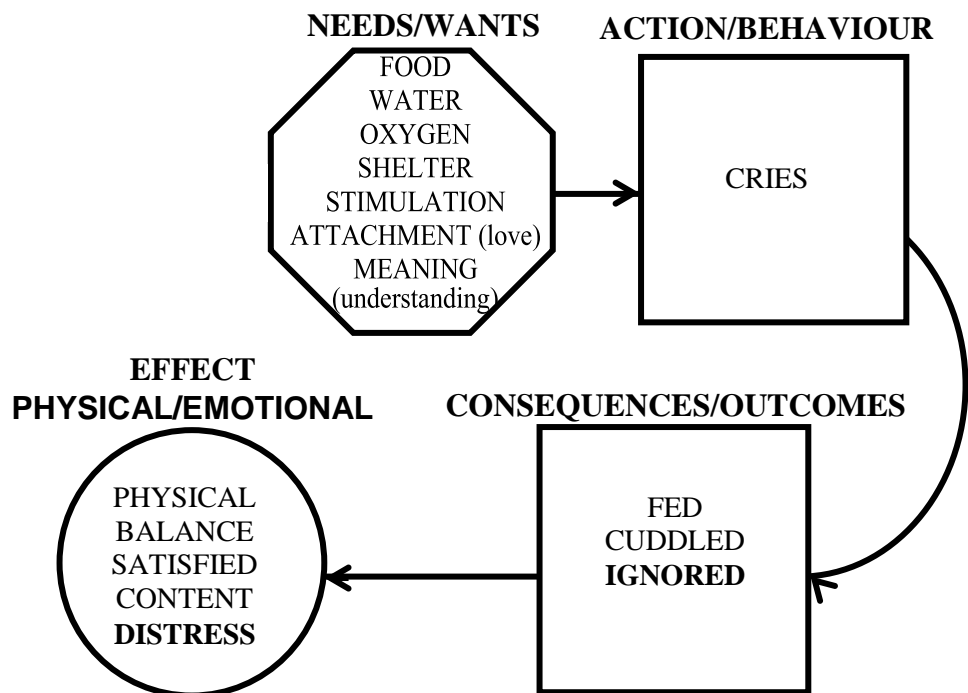 NEEDS/WANTS
FOOD
WATER
OXYGEN
SHELTER
STIMULATION
ATTACHMENT (love)
MEANING
(understanding)
ACTION/BEHAVIOUR
CRIES
CONSEQUENCES/OUTCOMES
FED
CUDDLED
IGNORED
EFFECT
PHYSICAL/EMOTIONAL
PHYSICAL
BALANCE
SATISFIED
CONTENT
DISTRESS